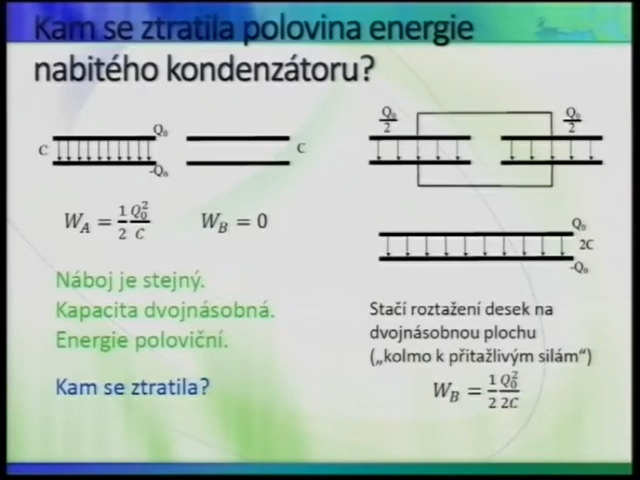 Kam se ztratila polovina energie
nabitého kondenzátoru?
Q₀
C
-Q₀
C
W_A = 1/2 Q₀²/C
W_B = 0
Náboj je stejný.
Kapacita dvojnásobná.
Energie poloviční.
Kam se ztratila?
Q₀/2
Q₀/2
Q₀
2C
-Q₀
Stačí roztažení desek na
dvojnásobnou plochu
(„kolmo k přitažlivým silám“)
W_B = 1/2 Q₀²/2C